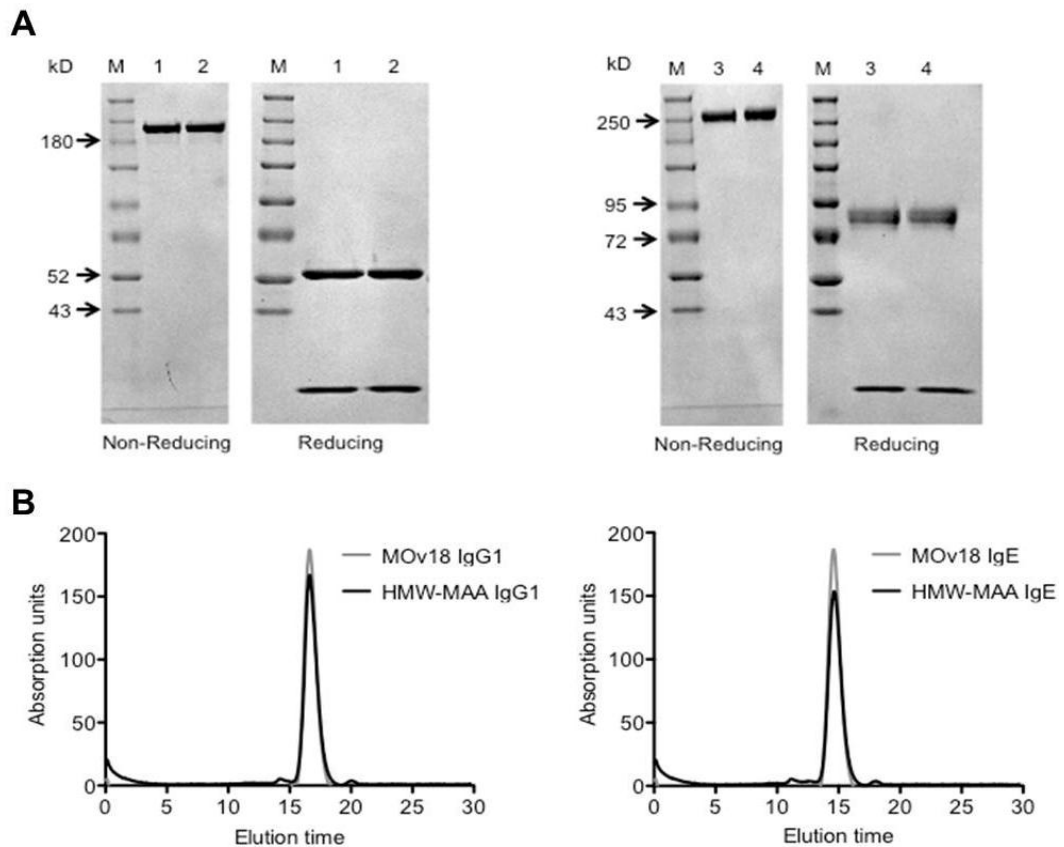 A
kD M 1 2 M 1 2
180
52
43
Non-Reducing Reducing
kD M 3 4 M 3 4
250
95
72
43
Non-Reducing Reducing
B
200
150
100
50
0
0 5 10 15 20 25 30
Absorption units
Elution time
MOv18 IgG1
HMW-MAA IgG1
200
150
100
50
0
0 5 10 15 20 25 30
Absorption units
Elution time
MOv18 IgE
HMW-MAA IgE